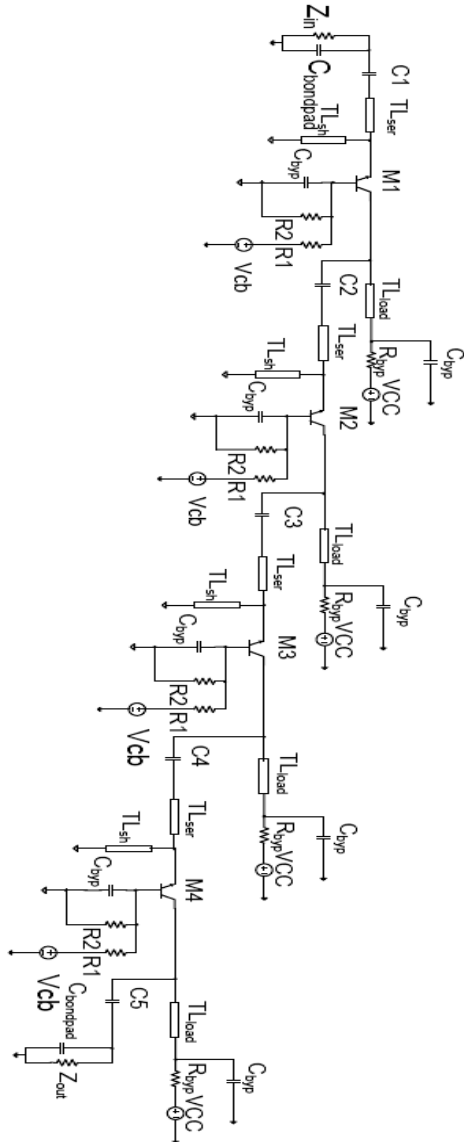 Zin
Cbondpad
C1
TLser
TLsh
Cbyp
M1
R2
R1
Vcb
C2
TLload
Rbyp
VCC
Cbyp
TLser
TLsh
Cbyp
M2
R2
R1
Vcb
C3
TLload
Rbyp
VCC
Cbyp
TLser
TLsh
Cbyp
M3
R2
R1
Vcb
C4
TLload
Rbyp
VCC
Cbyp
TLser
TLsh
Cbyp
M4
R2
R1
Vcb
C5
Cbondpad
Zout
TLload
Rbyp
VCC
Cbyp